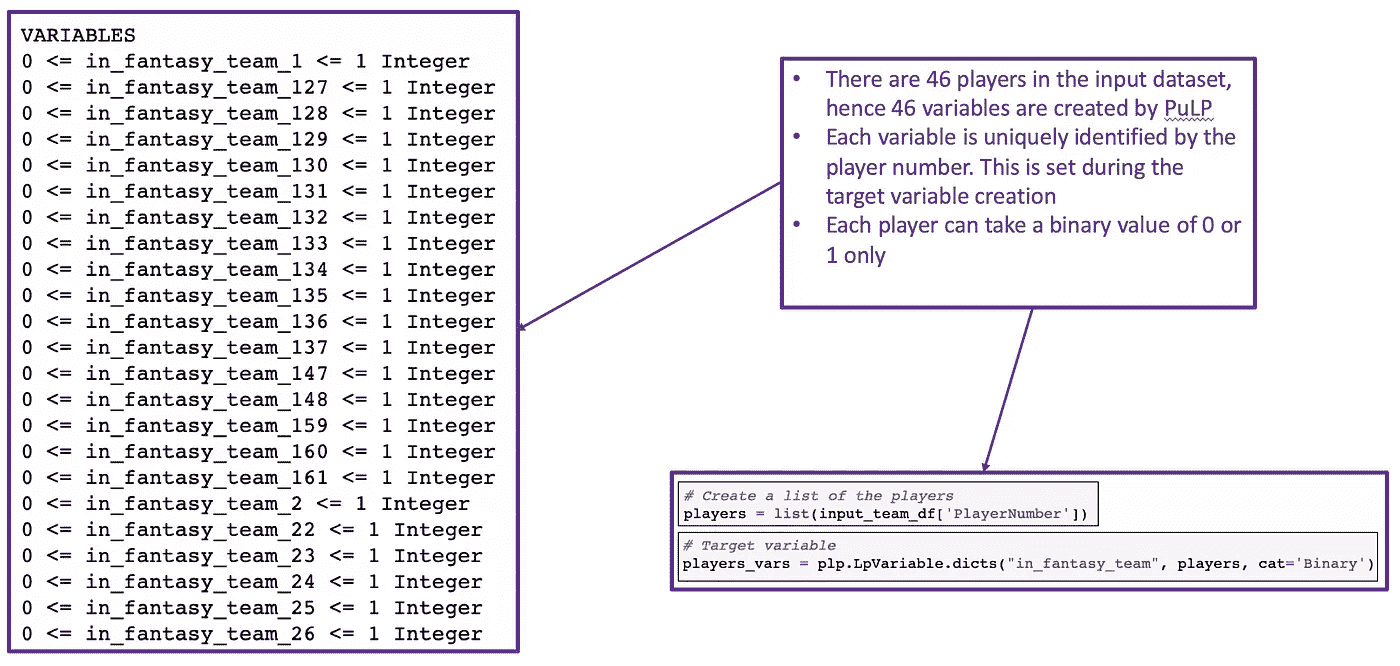 VARIABLES
0 <= in_fantasy_team_1 <= 1 Integer
0 <= in_fantasy_team_127 <= 1 Integer
0 <= in_fantasy_team_128 <= 1 Integer
0 <= in_fantasy_team_129 <= 1 Integer
0 <= in_fantasy_team_130 <= 1 Integer
0 <= in_fantasy_team_131 <= 1 Integer
0 <= in_fantasy_team_132 <= 1 Integer
0 <= in_fantasy_team_133 <= 1 Integer
0 <= in_fantasy_team_134 <= 1 Integer
0 <= in_fantasy_team_135 <= 1 Integer
0 <= in_fantasy_team_136 <= 1 Integer
0 <= in_fantasy_team_137 <= 1 Integer
0 <= in_fantasy_team_147 <= 1 Integer
0 <= in_fantasy_team_148 <= 1 Integer
0 <= in_fantasy_team_159 <= 1 Integer
0 <= in_fantasy_team_160 <= 1 Integer
0 <= in_fantasy_team_161 <= 1 Integer
0 <= in_fantasy_team_2 <= 1 Integer
0 <= in_fantasy_team_22 <= 1 Integer
0 <= in_fantasy_team_23 <= 1 Integer
0 <= in_fantasy_team_24 <= 1 Integer
0 <= in_fantasy_team_25 <= 1 Integer
0 <= in_fantasy_team_26 <= 1 Integer
• There are 46 players in the input dataset,
hence 46 variables are created by PuLP
• Each variable is uniquely identified by the
player number. This is set during the
target variable creation
• Each player can take a binary value of 0 or
1 only
# Create a list of the players
players = list(input_team_df['PlayerNumber'])
# Target variable
players_vars = plp.LpVariable.dicts("in_fantasy_team", players, cat='Binary')